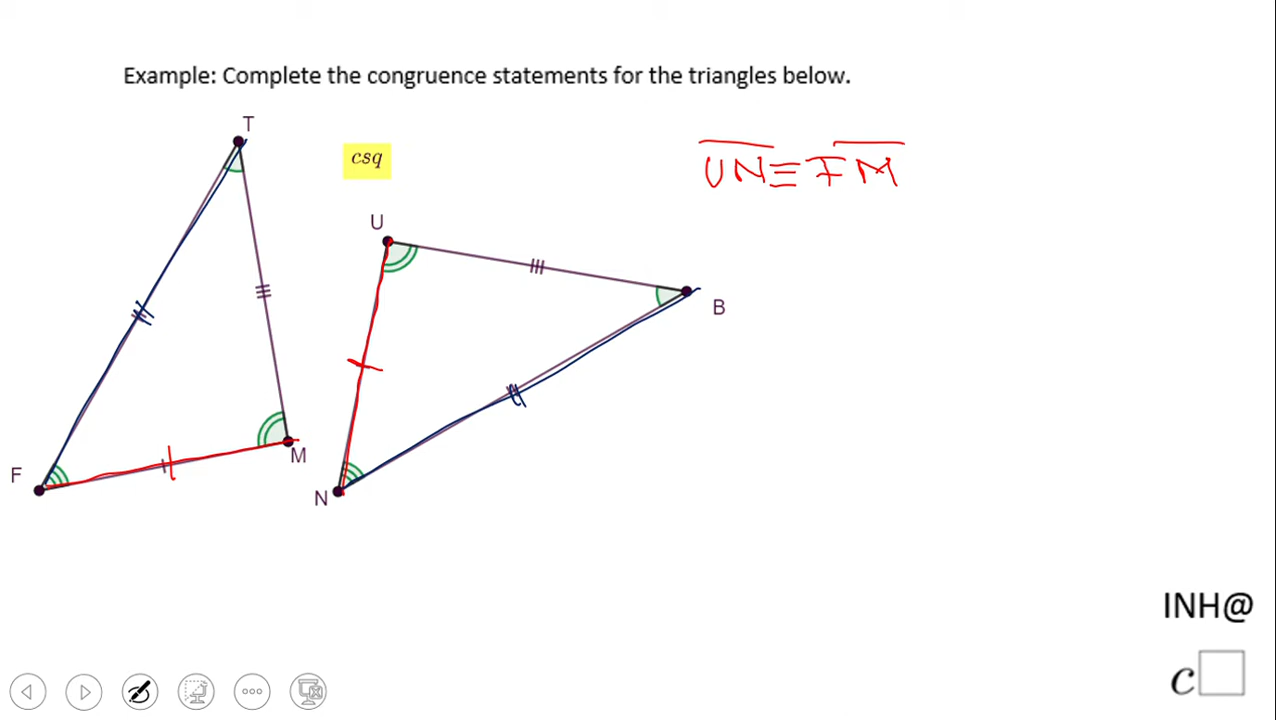 Example: Complete the congruence statements for the triangles below.
T
csq
UN≡FM
U
B
M
F
N
INH@
c